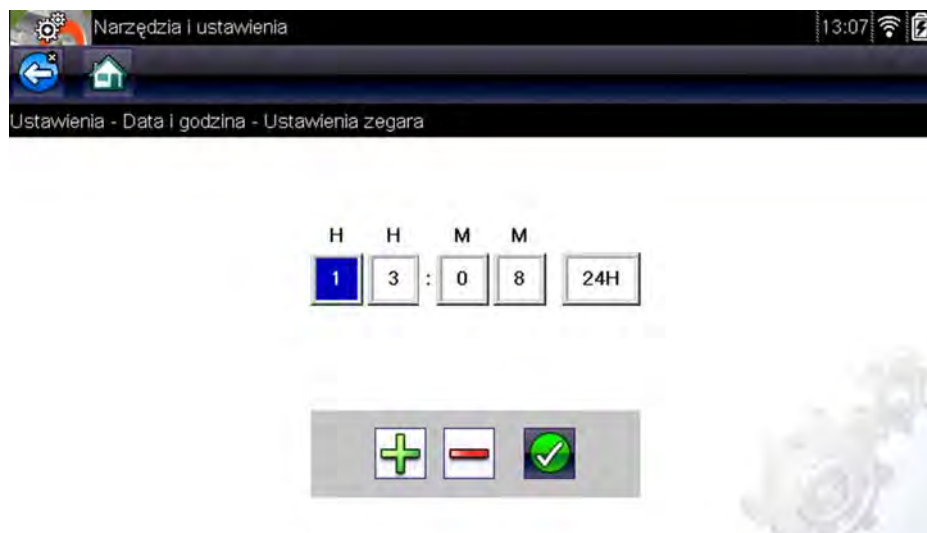 Narzędzia i ustawienia 13:07
Ustawienia - Data i godzina - Ustawienia zegara
H H M M
1 3 : 0 8 24H